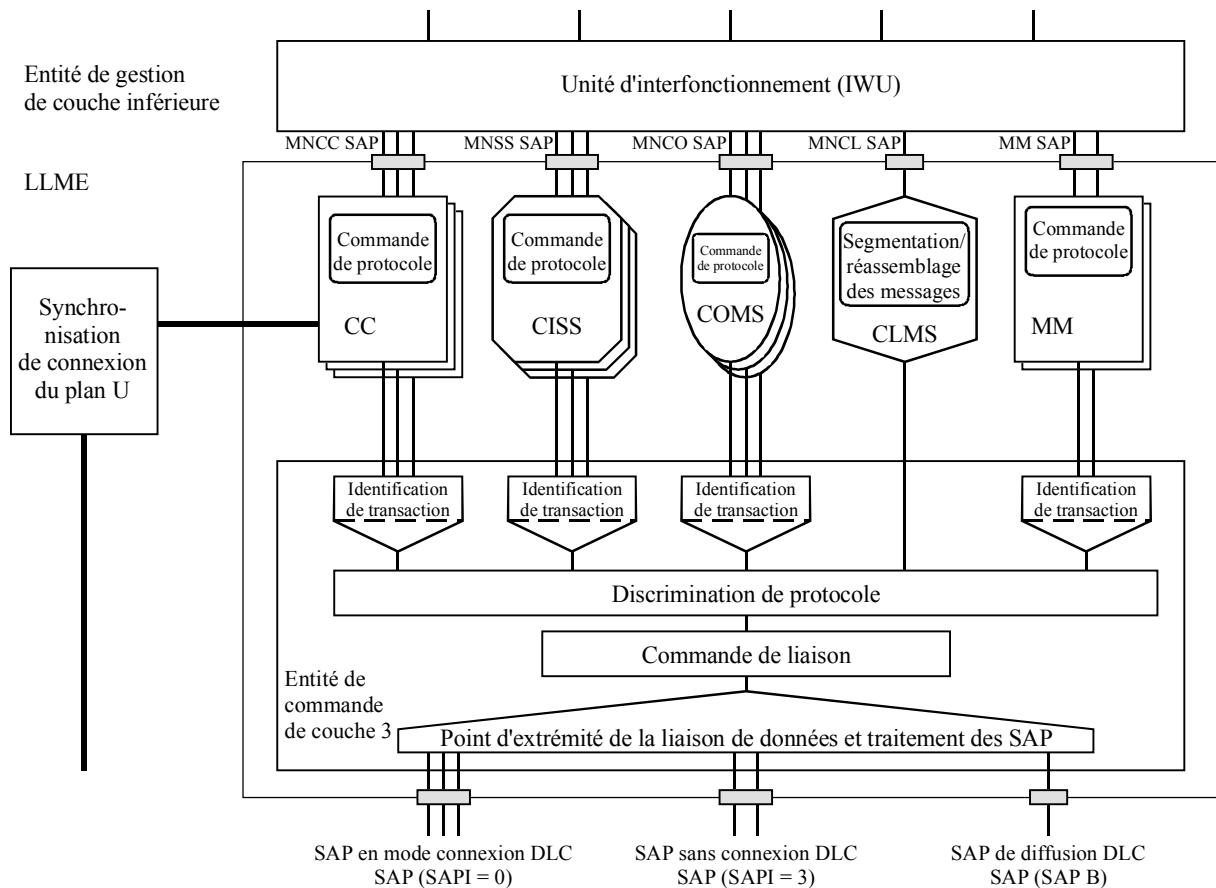 Entité de gestion
de couche inférieure
Unité d'interfonctionnement (IWU)
MNCC SAP
MNSS SAP
MNCO SAP
MNCL SAP
MM SAP
LLME
Commande
de protocole
CC
Commande
de protocole
CISS
Commande
de protocole
COMS
Segmentation/
réassemblage
des messages
CLMS
Commande
de protocole
MM
Synchro-
nisation
de connexion
du plan U
Identification
de transaction
Identification
de transaction
Identification
de transaction
Identification
de transaction
Discrimination de protocole
Commande de liaison
Entité de
commande
de couche 3
Point d'extrémité de la liaison de données et traitement des SAP
SAP en mode connexion DLC
SAP (SAPI = 0)
SAP sans connexion DLC
SAP (SAPI = 3)
SAP de diffusion DLC
SAP (SAP B)